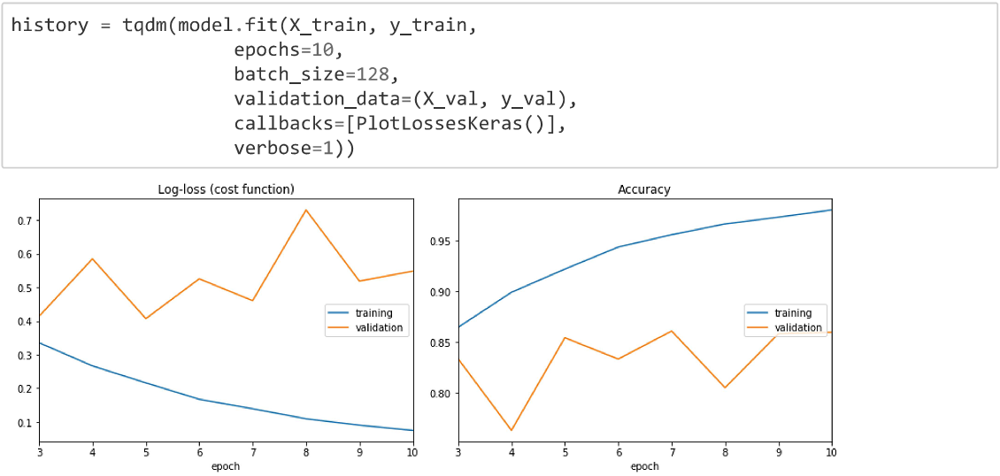 history = tqdm(model.fit(X_train, y_train,
epochs=10,
batch_size=128,
validation_data=(X_val, y_val),
callbacks=[PlotLossesKeras()],
verbose=1))
Log-loss (cost function)
0.7
0.6
0.5
0.4
0.3
0.2
0.1
training
validation
3 4 5 6 7 8 9 10
epoch
Accuracy
0.95
0.90
0.85
0.80
training
validation
3 4 5 6 7 8 9 10
epoch